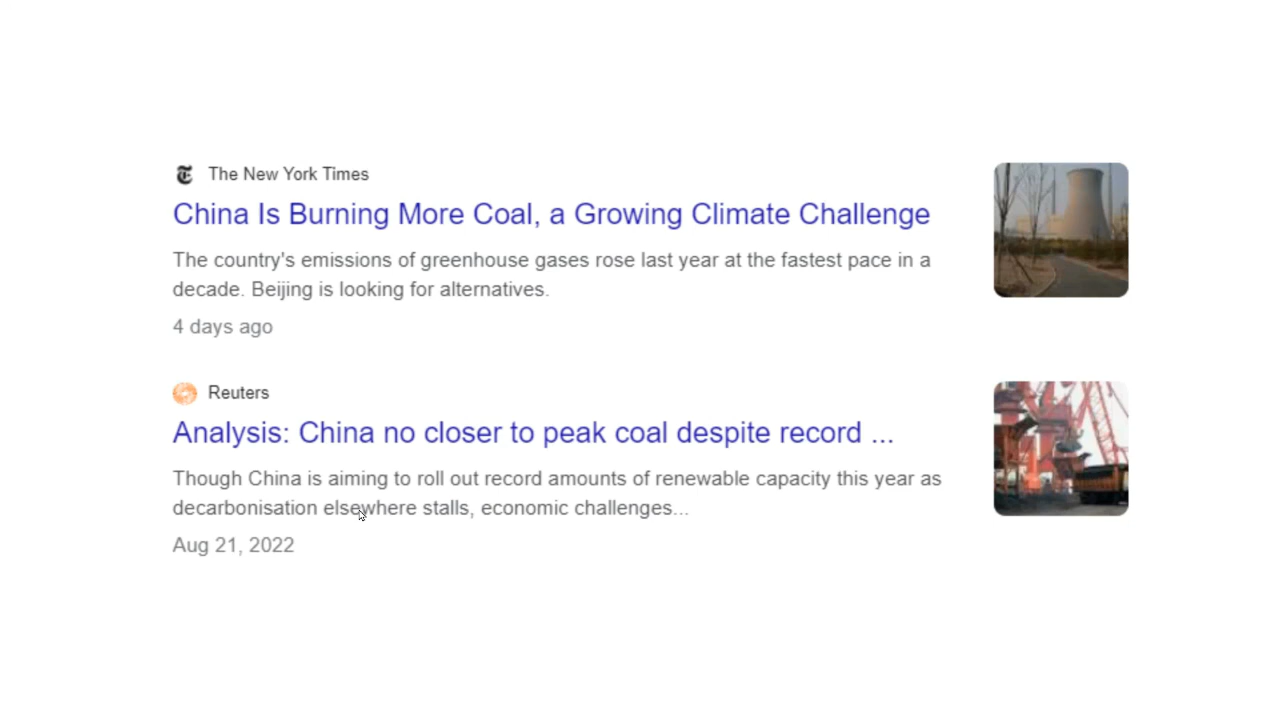 The New York Times
China Is Burning More Coal, a Growing Climate Challenge
The country's emissions of greenhouse gases rose last year at the fastest pace in a
decade. Beijing is looking for alternatives.
4 days ago
Reuters
Analysis: China no closer to peak coal despite record ...
Though China is aiming to roll out record amounts of renewable capacity this year as
decarbonisation elsewhere stalls, economic challenges...
Aug 21, 2022